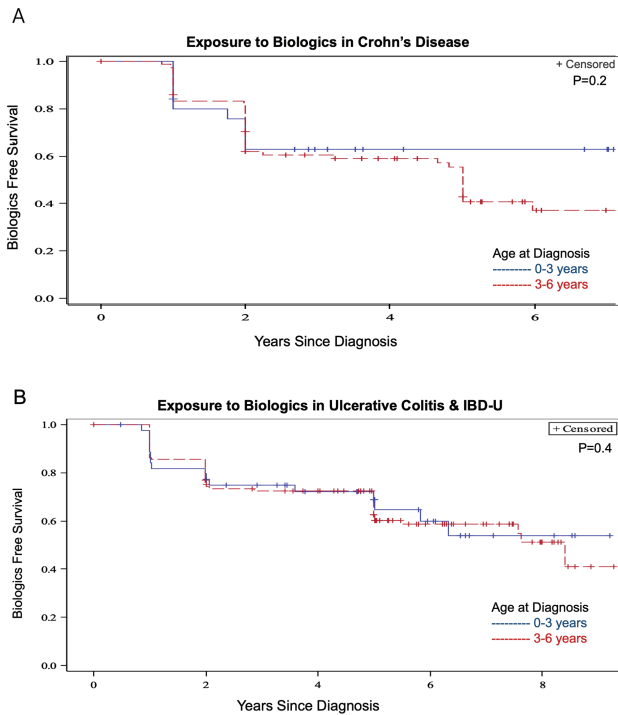 A
Exposure to Biologics in Crohn's Disease
+ Censored
P=0.2
1.0
0.8
0.6
0.4
0.2
0.0
Biologics Free Survival
Age at Diagnosis
0-3 years
3-6 years
0 2 4 6
Years Since Diagnosis
B
Exposure to Biologics in Ulcerative Colitis & IBD-U
+ Censored
P=0.4
1.0
0.8
0.6
0.4
0.2
0.0
Biologics Free Survival
Age at Diagnosis
0-3 years
3-6 years
0 2 4 6 8
Years Since Diagnosis